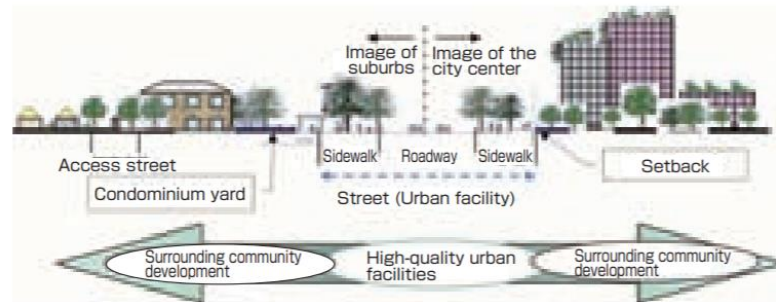 Image of
suburbs
Image of the
city center
Sidewalk
Roadway
Sidewalk
Access street
Condominium yard
Setback
Street (Urban facility)
Surrounding community
development
High-quality urban
facilities
Surrounding community
development